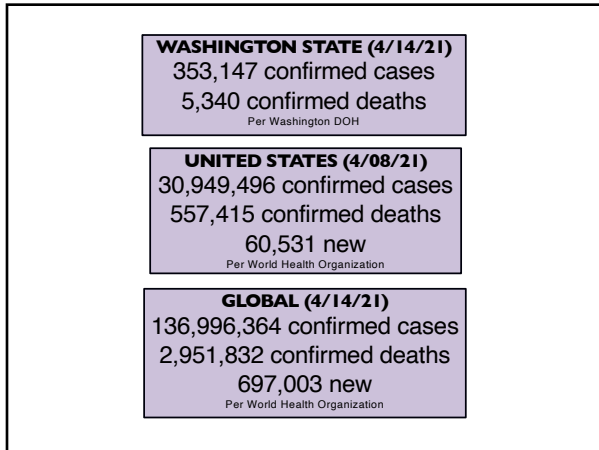 WASHINGTON STATE (4/14/21)
353,147 confirmed cases
5,340 confirmed deaths
Per Washington DOH
UNITED STATES (4/08/21)
30,949,496 confirmed cases
557,415 confirmed deaths
60,531 new
Per World Health Organization
GLOBAL (4/14/21)
136,996,364 confirmed cases
2,951,832 confirmed deaths
697,003 new
Per World Health Organization